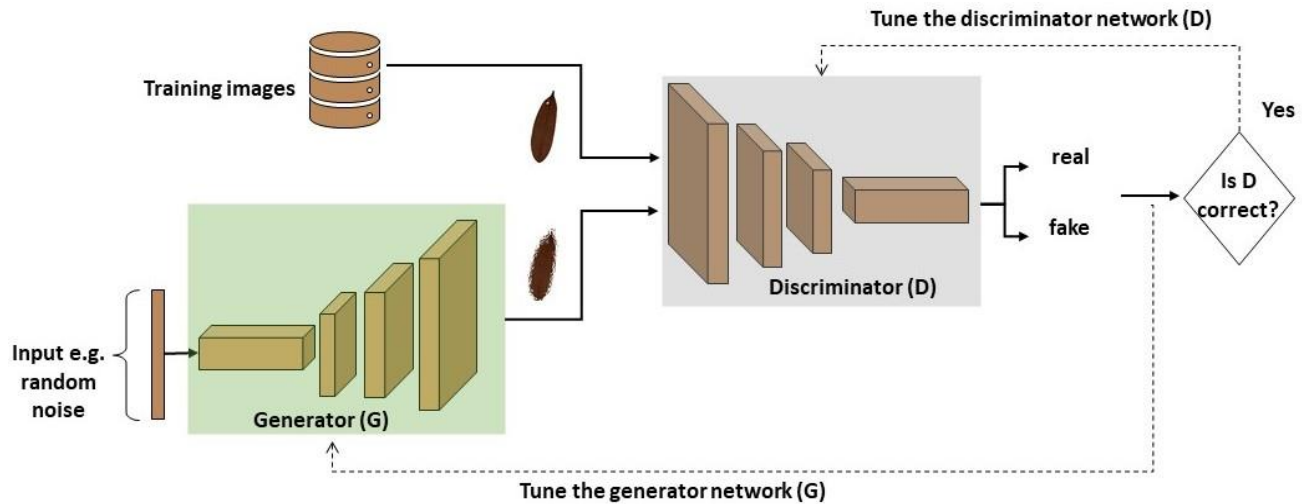 Tune the discriminator network (D)
Training images
Yes
real
Is D
correct?
fake
Discriminator (D)
Input e.g.
random
noise
Generator (G)
Tune the generator network (G)